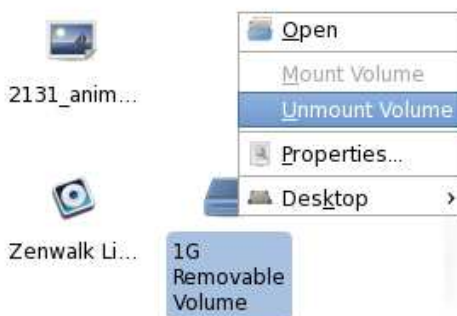 2131_anim...
Open
Mount Volume
Unmount Volume
Properties...
Desktop
Zenwalk Li...
1G
Removable
Volume